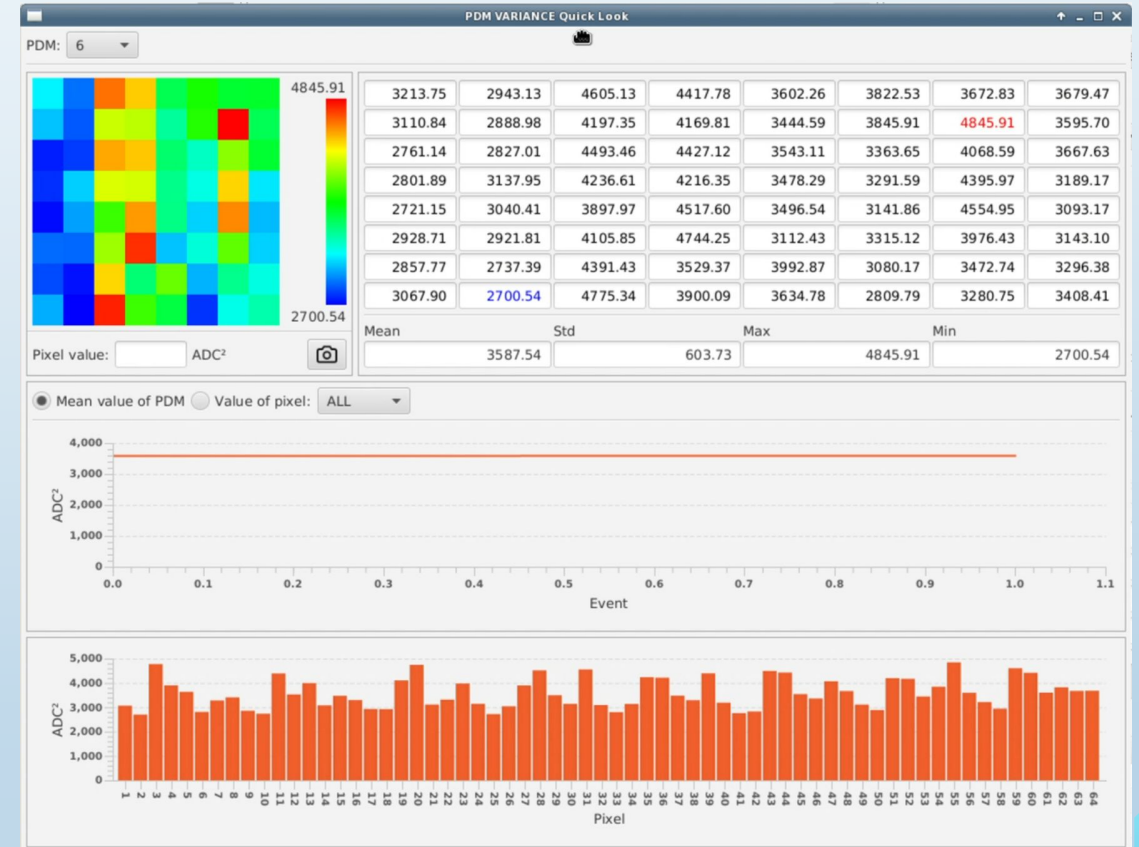 PDM VARIANCE Quick Look
PDM: 6
4845.91
2700.54
3213.75 2943.13 4605.13 4417.78 3602.26 3822.53 3672.83 3679.47
3110.84 2888.98 4197.35 4169.81 3444.59 3845.91 4845.91 3595.70
2761.14 2827.01 4493.46 4427.12 3543.11 3363.65 4068.59 3667.63
2801.89 3137.95 4236.61 4216.35 3478.29 3291.59 4395.97 3189.17
2721.15 3040.41 3897.97 4517.60 3496.54 3141.86 4554.95 3093.17
2928.71 2921.81 4105.85 4744.25 3112.43 3315.12 3976.43 3143.10
2857.77 2737.39 4391.43 3529.37 3992.87 3080.17 3472.74 3296.38
3067.90 2700.54 4775.34 3900.09 3634.78 2809.79 3280.75 3408.41
Mean Std Max Min
3587.54 603.73 4845.91 2700.54
Pixel value: ADC²
Mean value of PDM Value of pixel: ALL
4,000
3,000
2,000
1,000
0
ADC²
0.0 0.1 0.2 0.3 0.4 0.5 0.6 0.7 0.8 0.9 1.0 1.1
Event
5,000
4,000
3,000
2,000
1,000
0
ADC²
1 2 3 4 5 6 7 8 9 10 11 12 13 14 15 16 17 18 19 20 21 22 23 24 25 26 27 28 29 30 31 32 33 34 35 36 37 38 39 40 41 42 43 44 45 46 47 48 49 50 51 52 53 54 55 56 57 58 59 60 61 62 63 64
Pixel